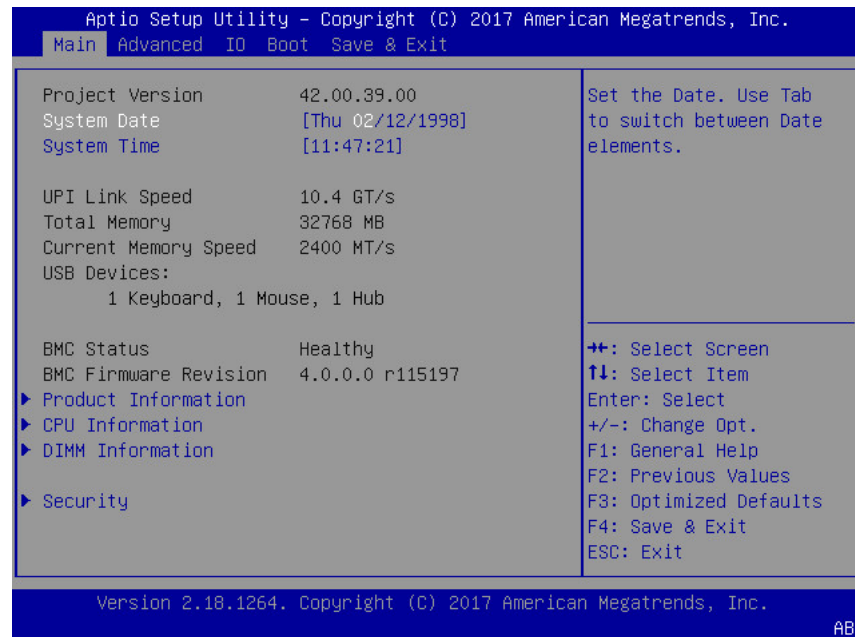 Aptio Setup Utility – Copyright (C) 2017 American Megatrends, Inc.
Main Advanced IO Boot Save & Exit
Project Version 42.00.39.00
System Date [Thu 02/12/1998]
System Time [11:47:21]
UPI Link Speed 10.4 GT/s
Total Memory 32768 MB
Current Memory Speed 2400 MT/s
USB Devices:
1 Keyboard, 1 Mouse, 1 Hub
BMC Status Healthy
BMC Firmware Revision 4.0.0.0 r115197
Product Information
CPU Information
DIMM Information
Security
Set the Date. Use Tab
to switch between Date
elements.
→←: Select Screen
↑↓: Select Item
Enter: Select
+/-: Change Opt.
F1: General Help
F2: Previous Values
F3: Optimized Defaults
F4: Save & Exit
ESC: Exit
Version 2.18.1264. Copyright (C) 2017 American Megatrends, Inc.
AB